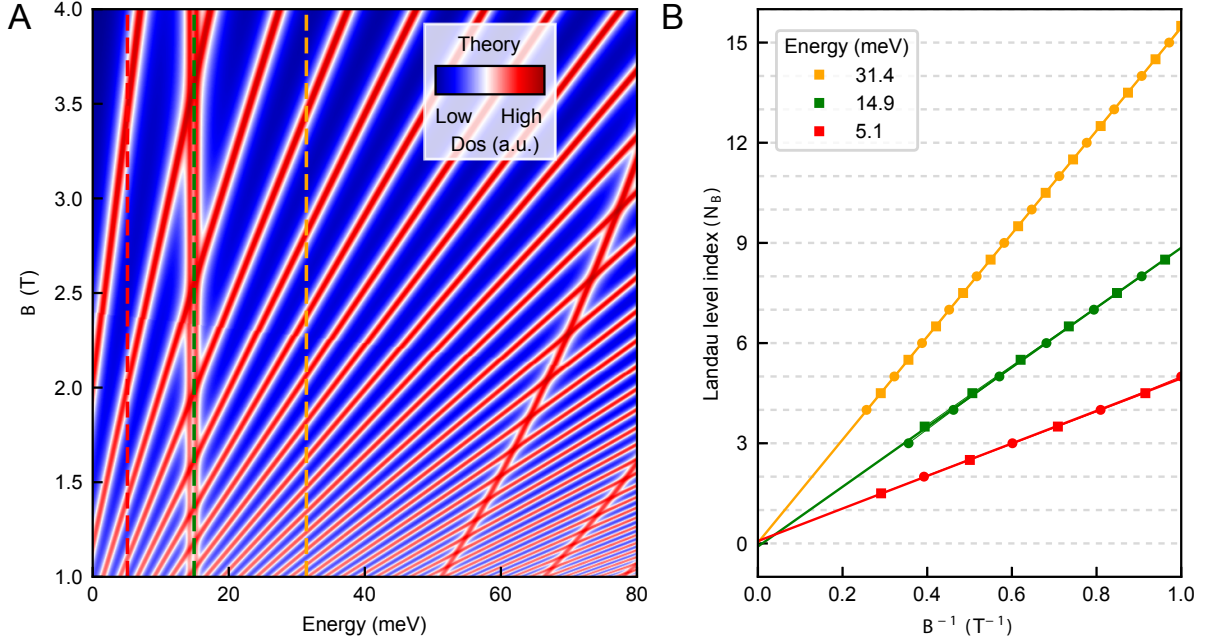 A
4.0
3.5
3.0
2.5
2.0
1.5
1.0
B (T)
0
20
40
60
80
Energy (meV)
Theory
Low
High
Dos (a.u.)
B
15
12
9
6
3
0
Landau level index (N_B)
Energy (meV)
31.4
14.9
5.1
0.0
0.2
0.4
0.6
0.8
1.0
B⁻¹ (T⁻¹)